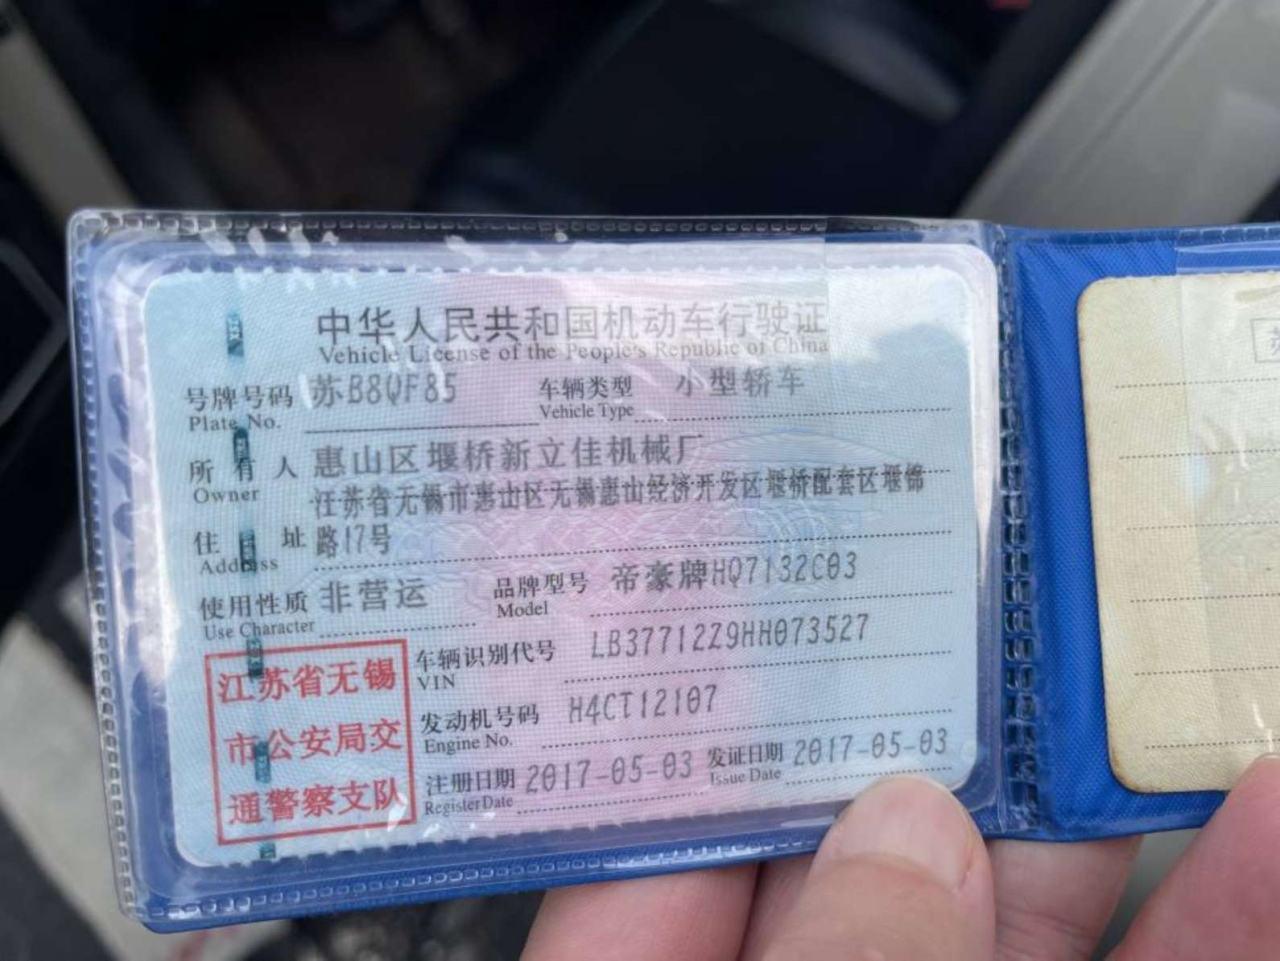 中华人民共和国机动车行驶证
Vehicle License of the People's Republic of China
号牌号码 苏B8QF85 车辆类型 小型轿车
Plate No. Vehicle Type
所有人 惠山区堰桥新立佳机械厂
Owner
江苏省无锡市惠山区无锡惠山经济开发区堰桥配套区堰锦
住址 路17号
Address
使用性质 非营运 品牌型号 帝豪牌HQ7132C03
Use Character Model
车辆识别代号 LB37712Z9HH073527
VIN
发动机号码 H4CT12107
Engine No.
注册日期 2017-05-03 发证日期 2017-05-03
Register Date Issue Date
江苏省无锡
市公安局交
通警察支队